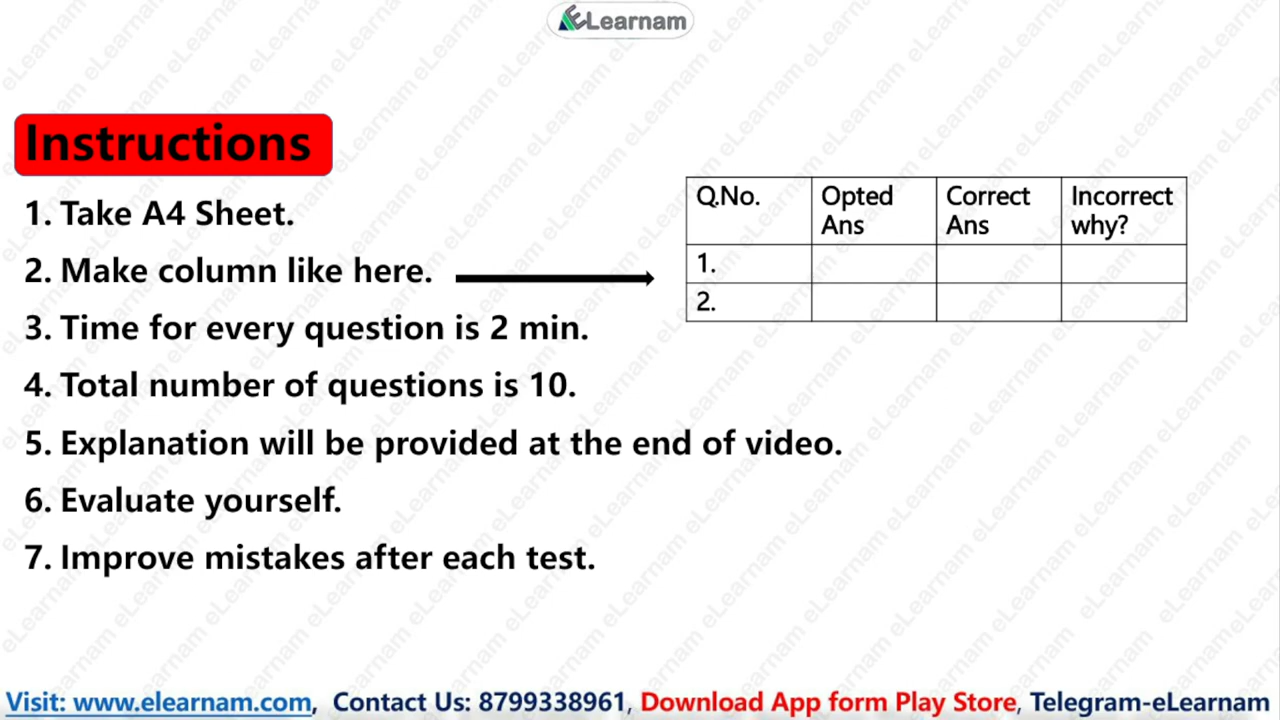 ELearnam
Instructions
1. Take A4 Sheet.
2. Make column like here.
3. Time for every question is 2 min.
4. Total number of questions is 10.
5. Explanation will be provided at the end of video.
6. Evaluate yourself.
7. Improve mistakes after each test.
Q.No. Opted Ans Correct Ans Incorrect why?
1.
2.
Visit: www.elearnam.com, Contact Us: 8799338961, Download App form Play Store, Telegram-eLearnam